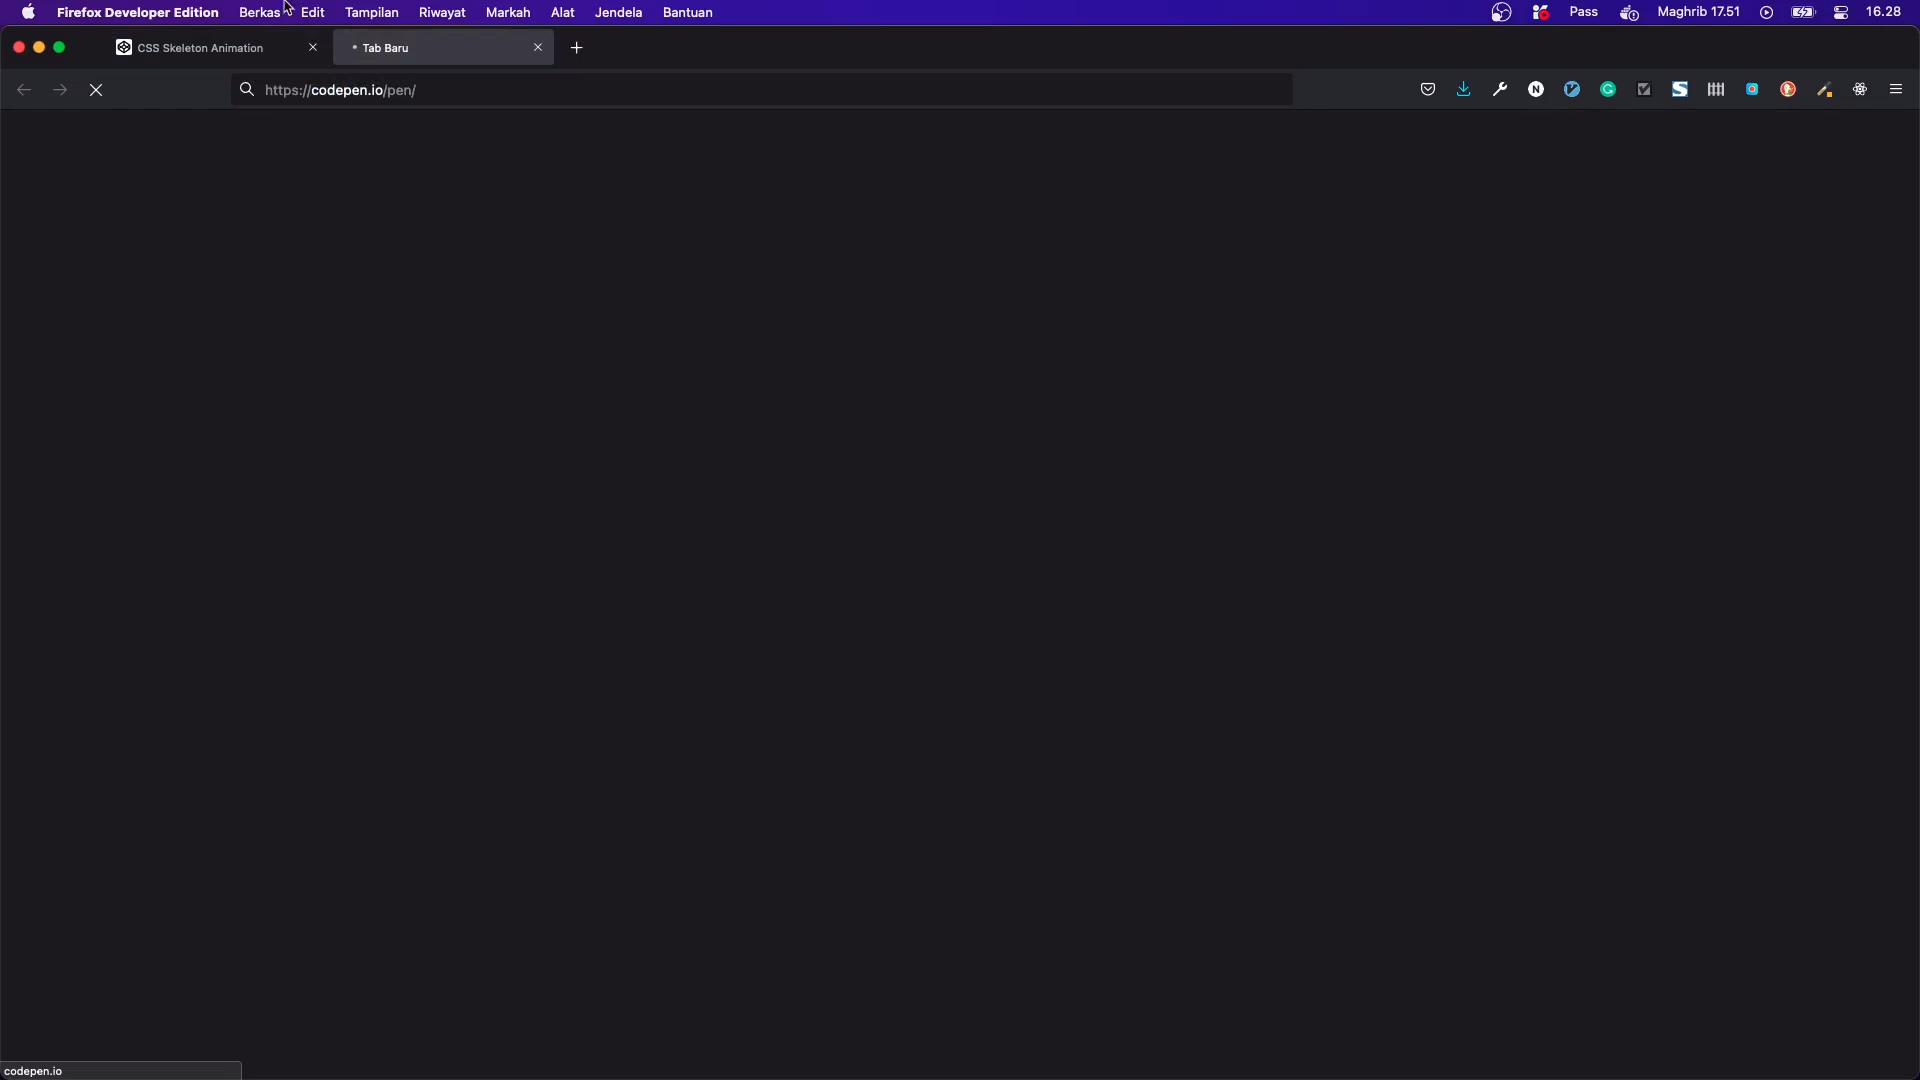 Firefox Developer Edition Berkas Edit Tampilan Riwayat Markah Alat Jendela Bantuan Pass Maghrib 17.51 16.28
CSS Skeleton Animation Tab Baru
https://codepen.io/pen/
codepen.io